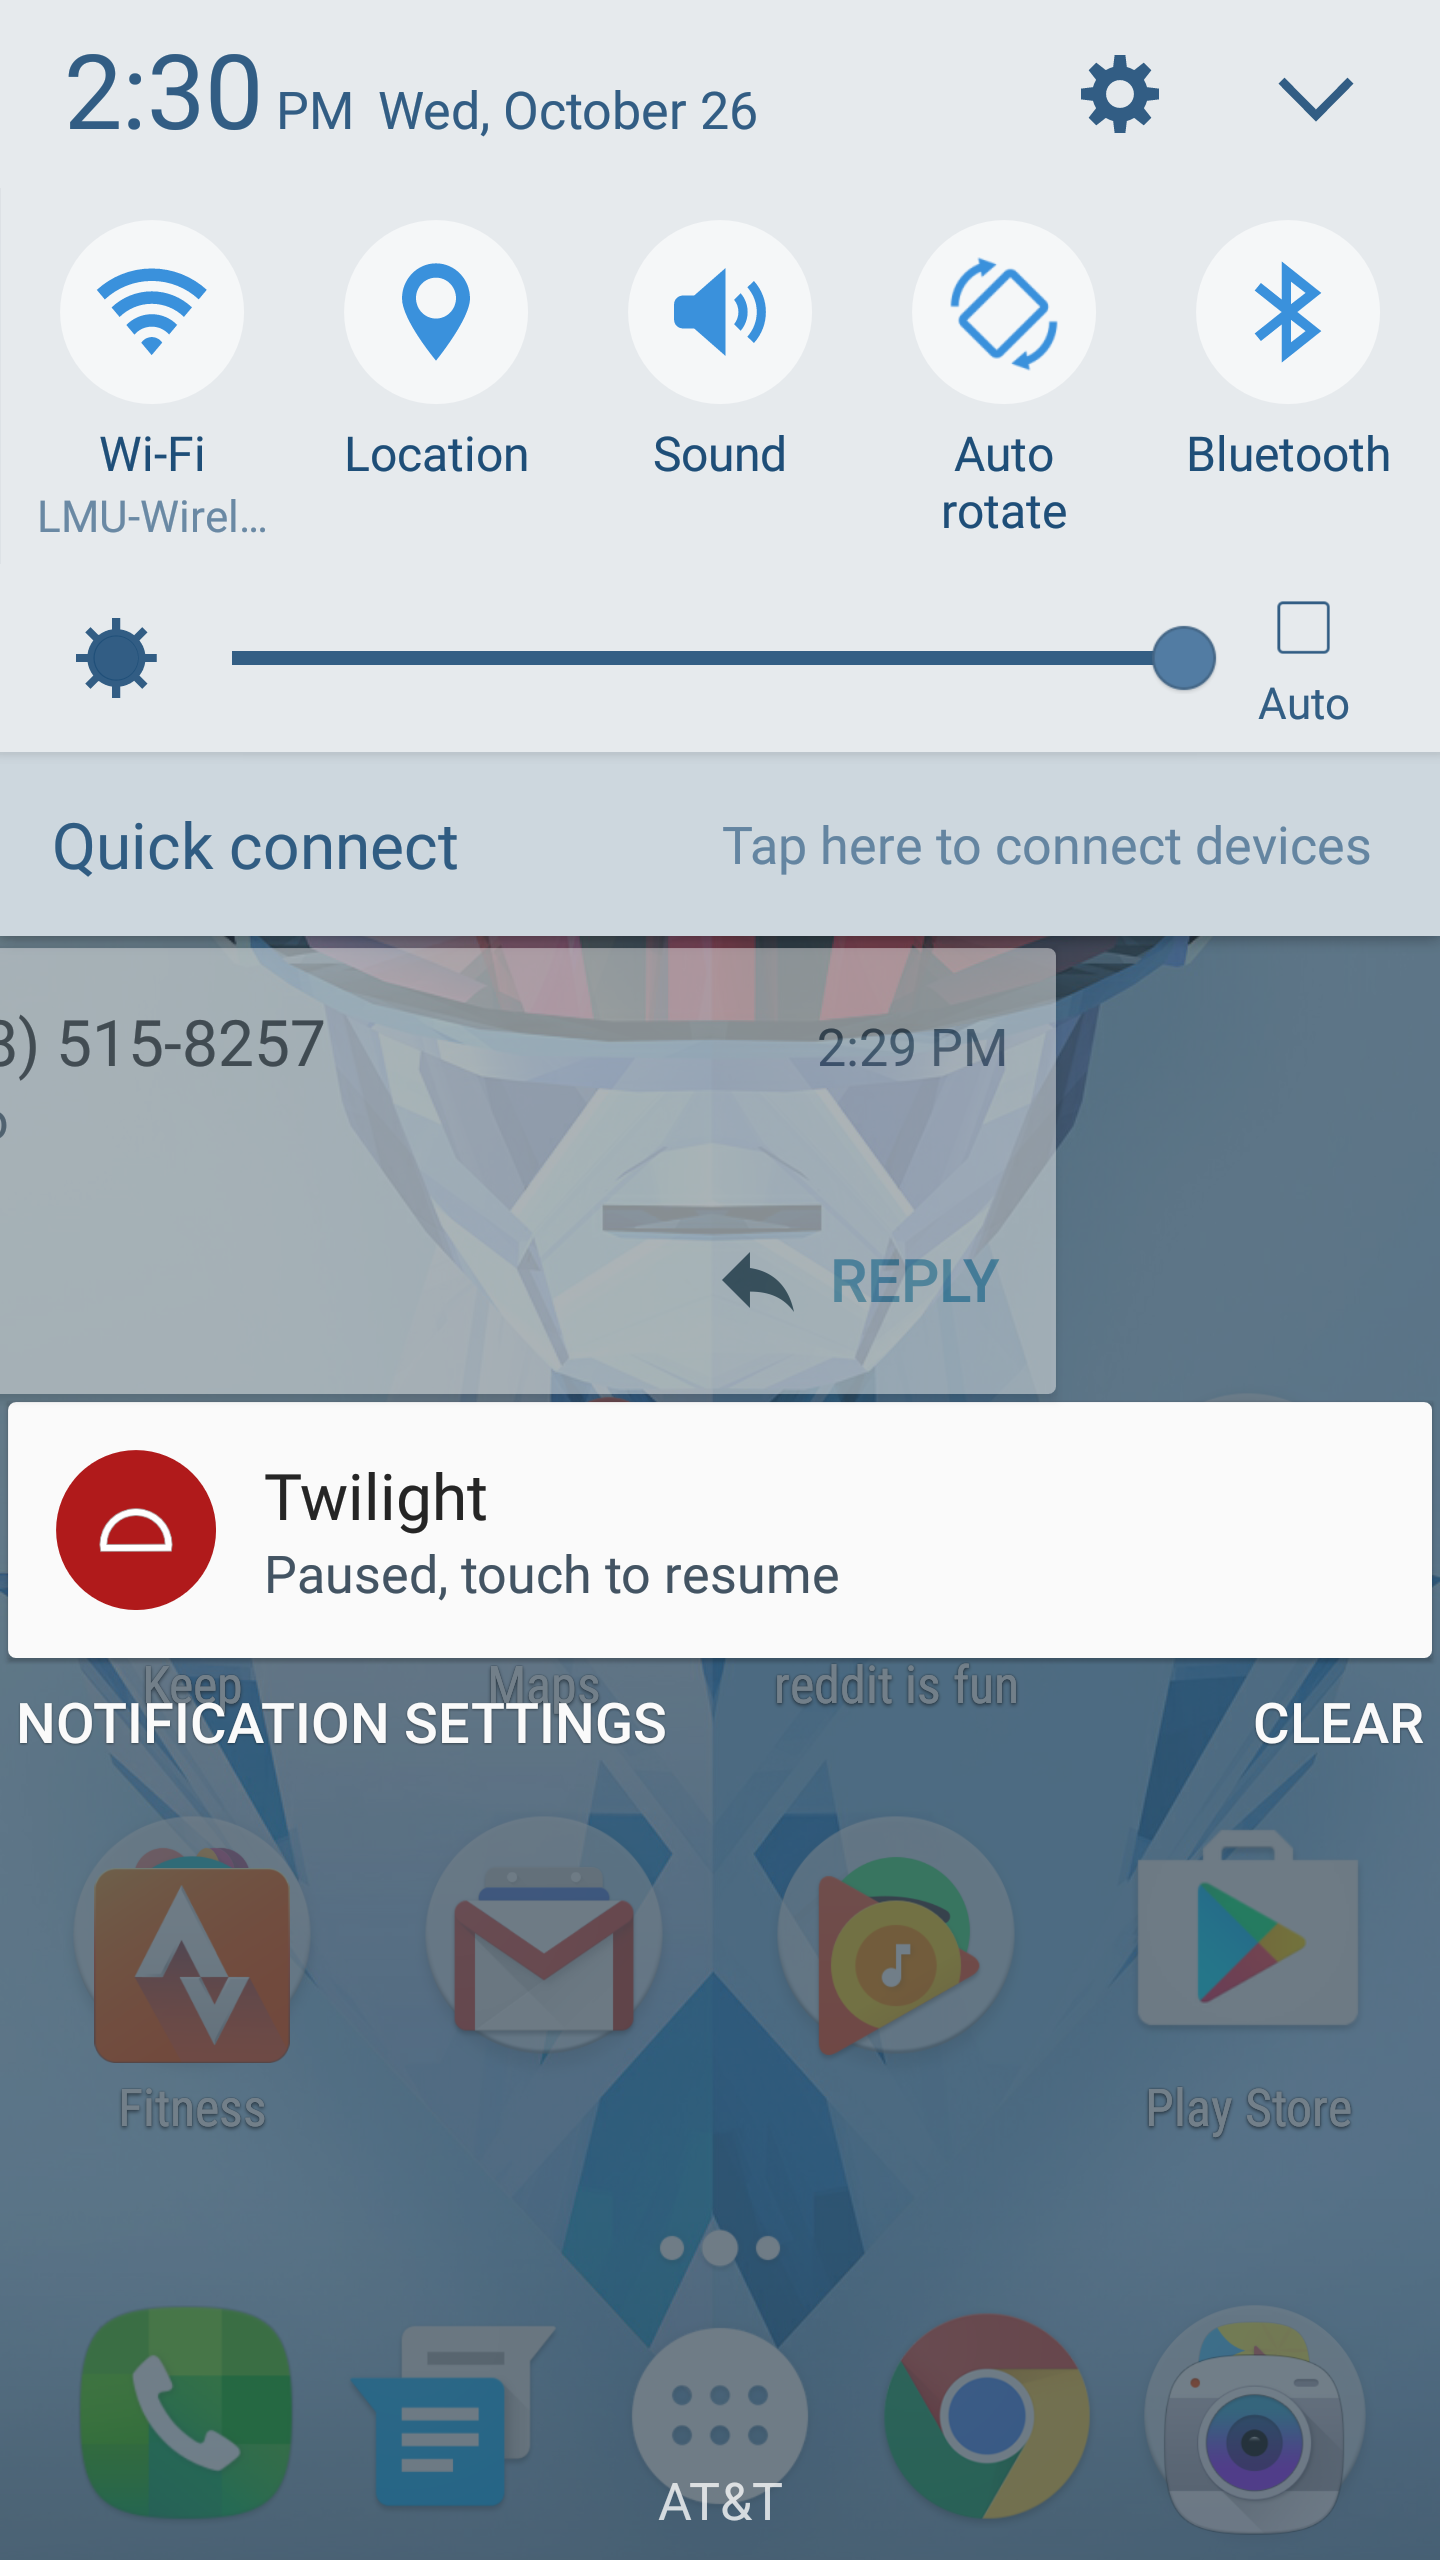 2:30 PM Wed, October 26
Wi-Fi
LMU-Wirel...
Location
Sound
Auto
rotate
Bluetooth
Auto
Quick connect
Tap here to connect devices
) 515-8257
2:29 PM
REPLY
Twilight
Paused, touch to resume
Keep
Maps
reddit is fun
NOTIFICATION SETTINGS
CLEAR
Fitness
Play Store
AT&T